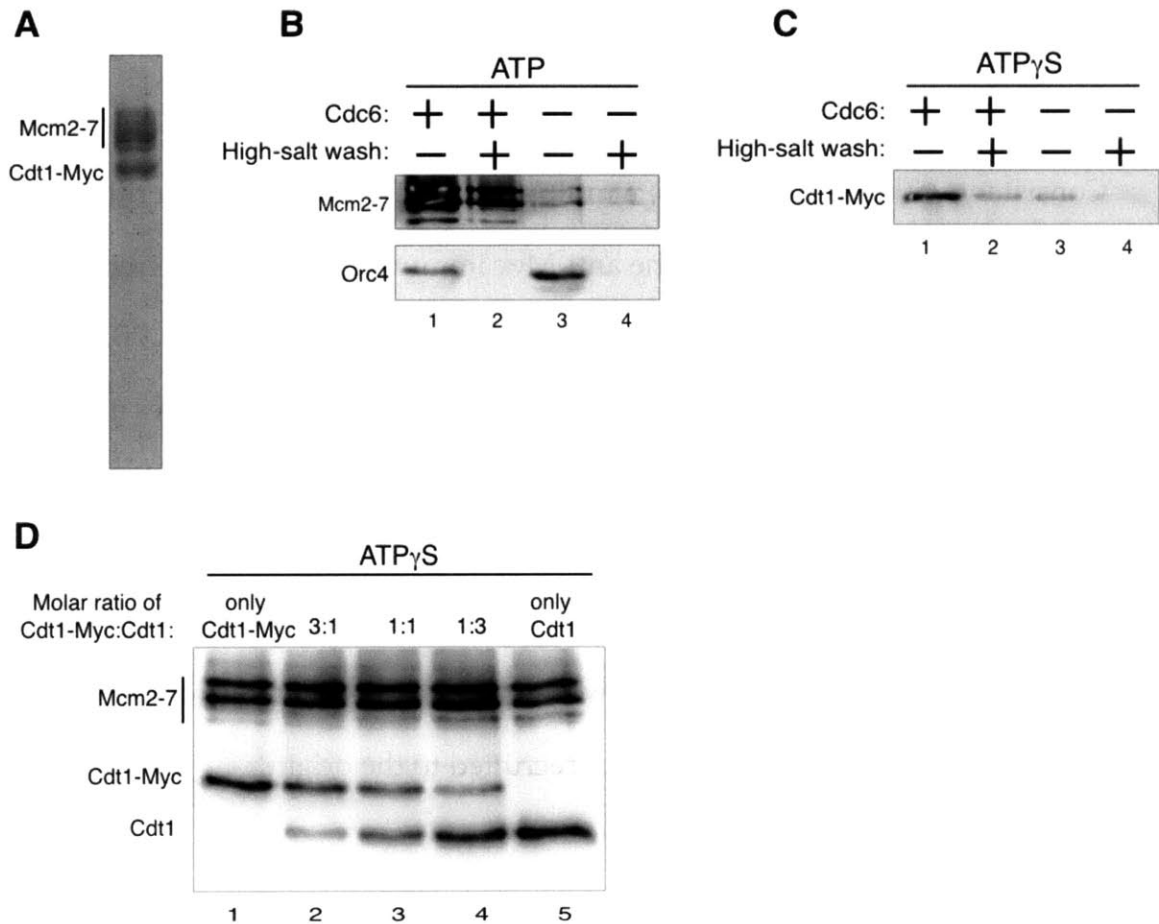 A
Mcm2-7
Cdt1-Myc
B
ATP
Cdc6: + + − −
High-salt wash: − + − +
Mcm2-7
Orc4
1 2 3 4
C
ATPγS
Cdc6: + + − −
High-salt wash: − + − +
Cdt1-Myc
1 2 3 4
D
ATPγS
Molar ratio of
Cdt1-Myc:Cdt1:
only
Cdt1-Myc
3:1 1:1 1:3
only
Cdt1
Mcm2-7
Cdt1-Myc
Cdt1
1 2 3 4 5